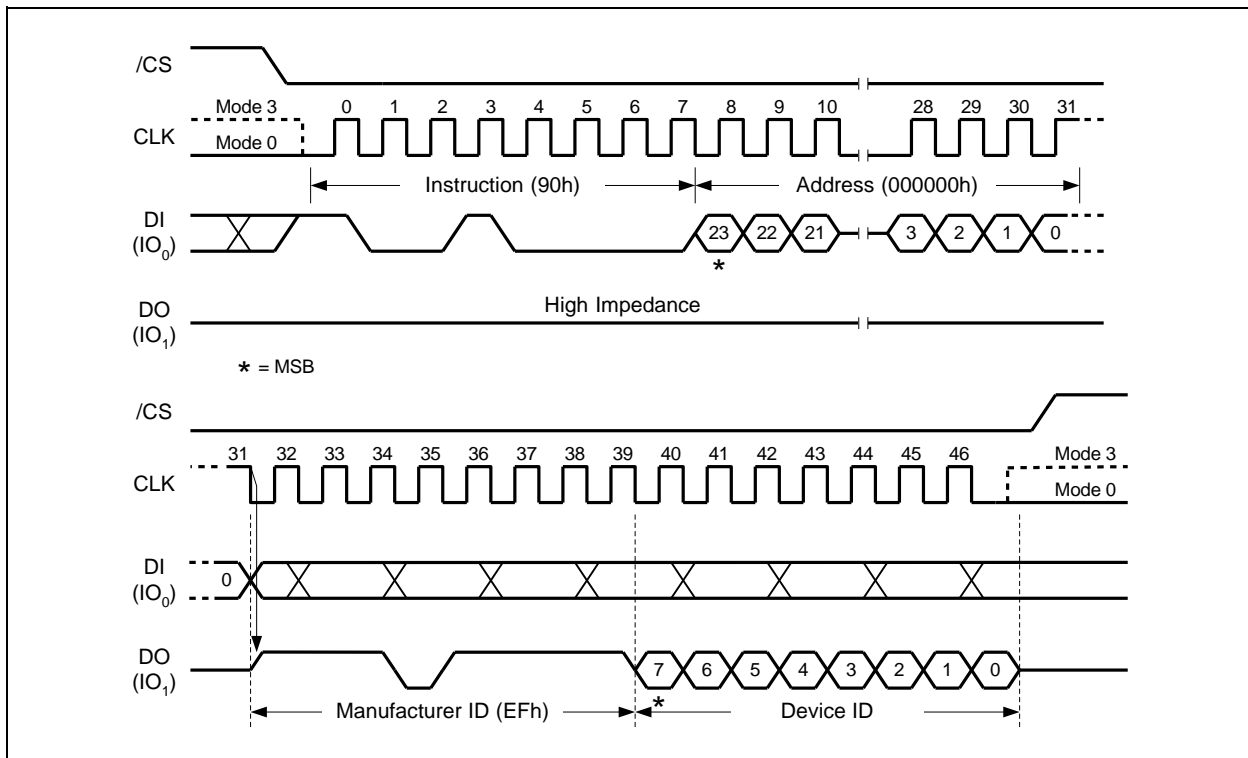 /CS
Mode 3 0 1 2 3 4 5 6 7 8 9 10 28 29 30 31
CLK
Mode 0
Instruction (90h) Address (000000h)
DI
(IO0)
23 22 21 3 2 1 0
*
High Impedance
DO
(IO1)
* = MSB
/CS
31 32 33 34 35 36 37 38 39 40 41 42 43 44 45 46 Mode 3
CLK
Mode 0
DI
(IO0)
0
DO
(IO1)
7 6 5 4 3 2 1 0
*
Manufacturer ID (EFh) Device ID